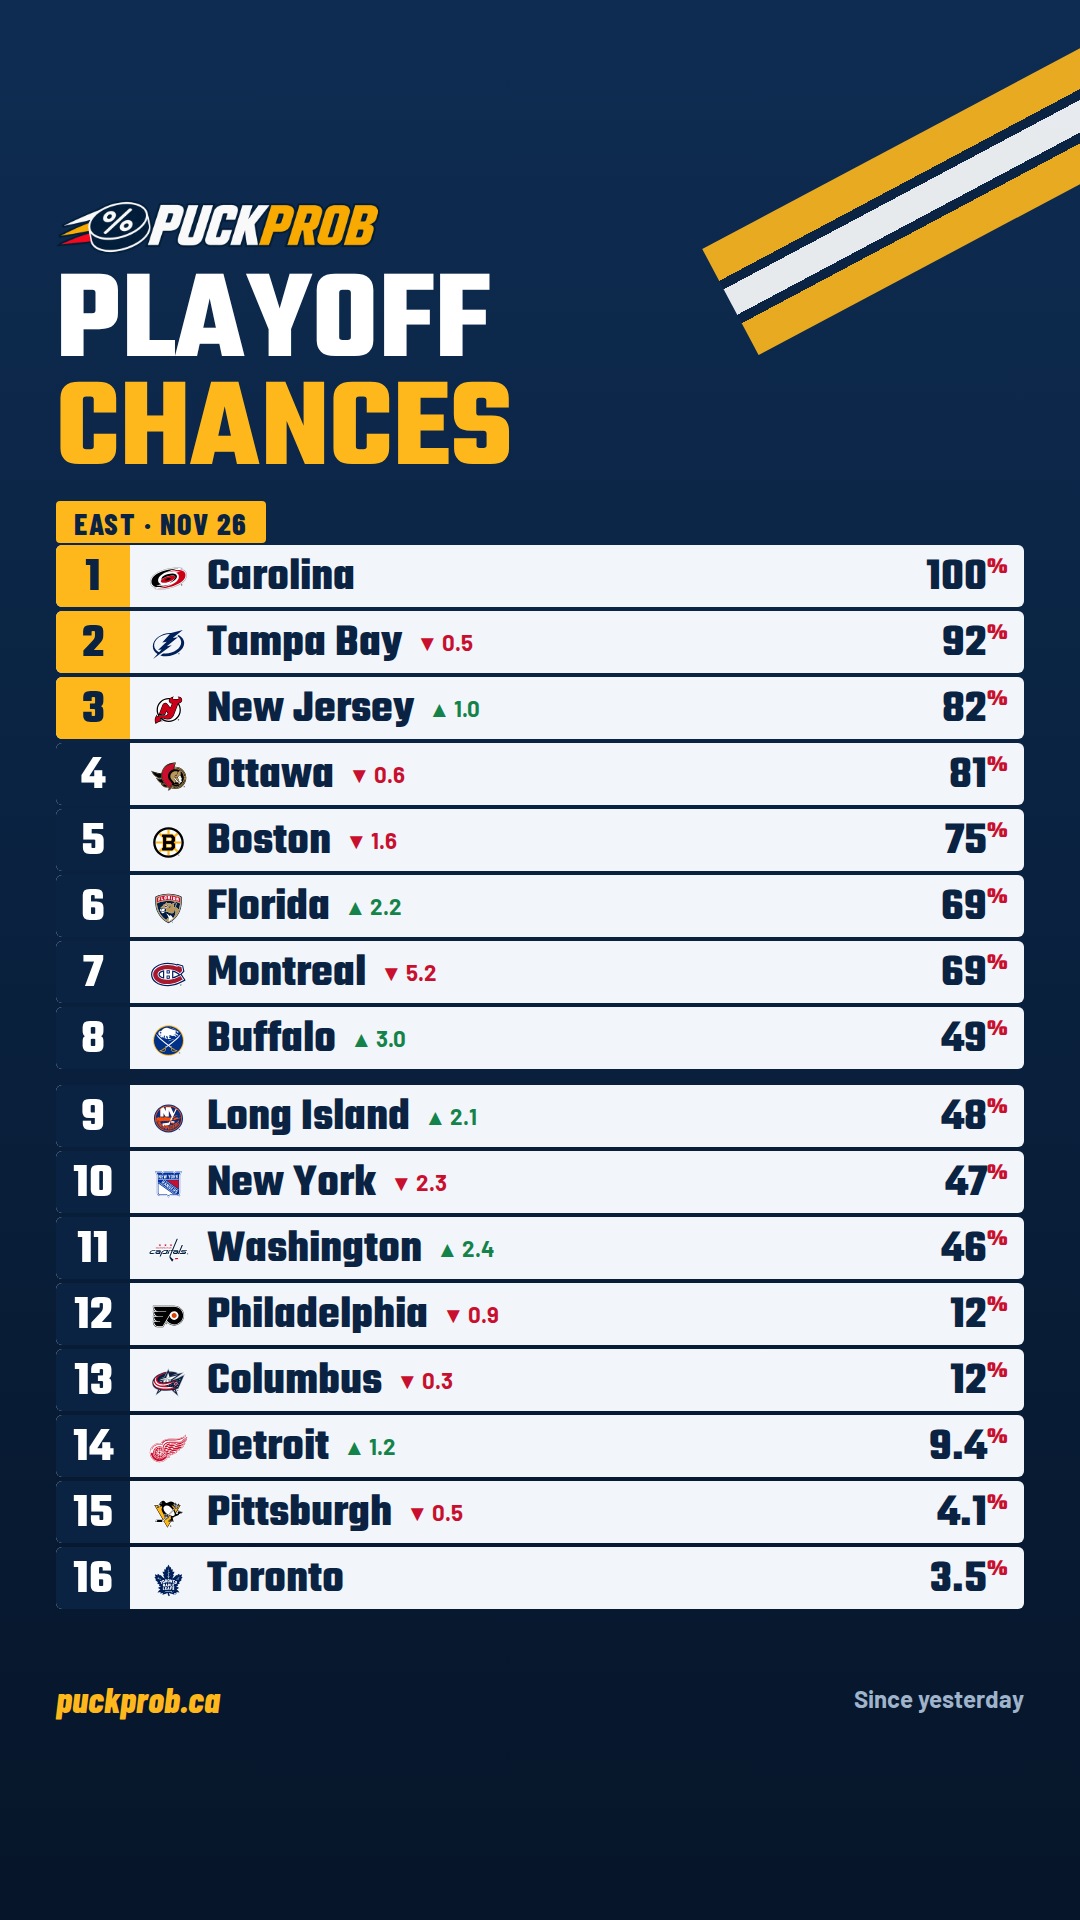 % PUCKPROB
PLAYOFF
CHANCES
EAST · NOV 26
1 Carolina 100%
2 Tampa Bay ▼ 0.5 92%
3 New Jersey ▲ 1.0 82%
4 Ottawa ▼ 0.6 81%
5 Boston ▼ 1.6 75%
6 Florida ▲ 2.2 69%
7 Montreal ▼ 5.2 69%
8 Buffalo ▲ 3.0 49%
9 Long Island ▲ 2.1 48%
10 New York ▼ 2.3 47%
11 Washington ▲ 2.4 46%
12 Philadelphia ▼ 0.9 12%
13 Columbus ▼ 0.3 12%
14 Detroit ▲ 1.2 9.4%
15 Pittsburgh ▼ 0.5 4.1%
16 Toronto 3.5%
puckprob.ca Since yesterday